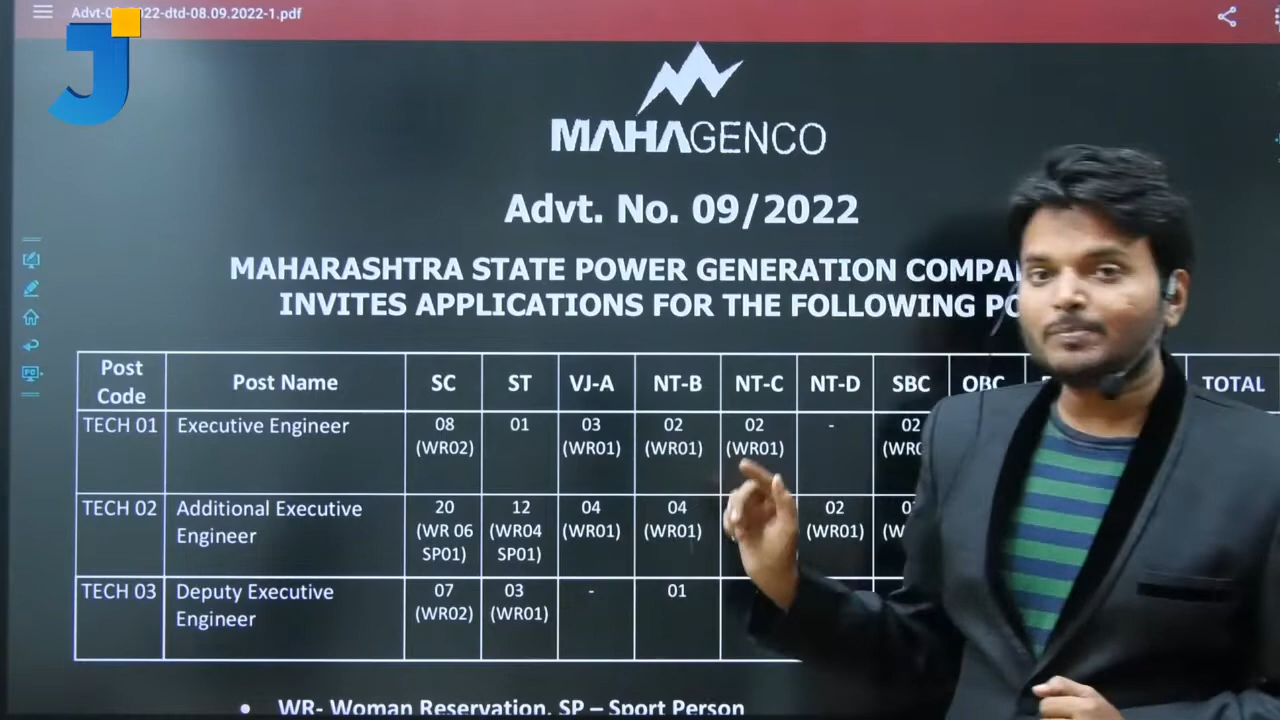 Advt-0 2022-dtd-08.09.2022-1.pdf
J
MAHAGENCO
Advt. No. 09/2022
MAHARASHTRA STATE POWER GENERATION
INVITES APPLICATIONS FOR THE FOLLOWING
Post Code Post Name SC ST VJ-A NT-B NT-C NT-D SBC OBC TOTAL
TECH 01 Executive Engineer 08 (WR02) 01 03 (WR01) 02 (WR01) 02 (WR01) - 02
TECH 02 Additional Executive Engineer 20 (WR 06 SP01) 12 (WR04 SP01) 04 (WR01) 04 (WR01) 02 (WR01)
TECH 03 Deputy Executive Engineer 07 (WR02) 03 (WR01) - 01
• WR- Woman Reservation, SP – Sport Person